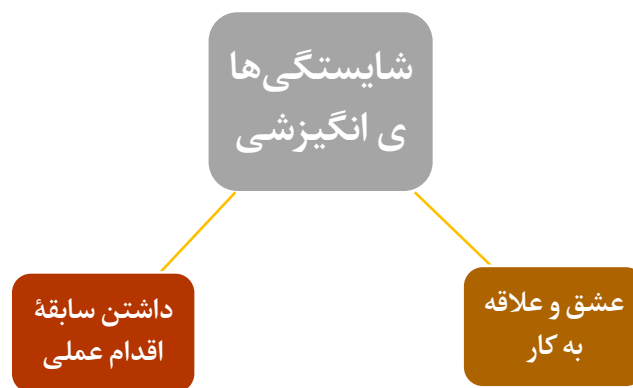 شایستگی‌ها
ی انگیزشی
عشق و علاقه
به کار
داشتن سابقهٔ
اقدام عملی